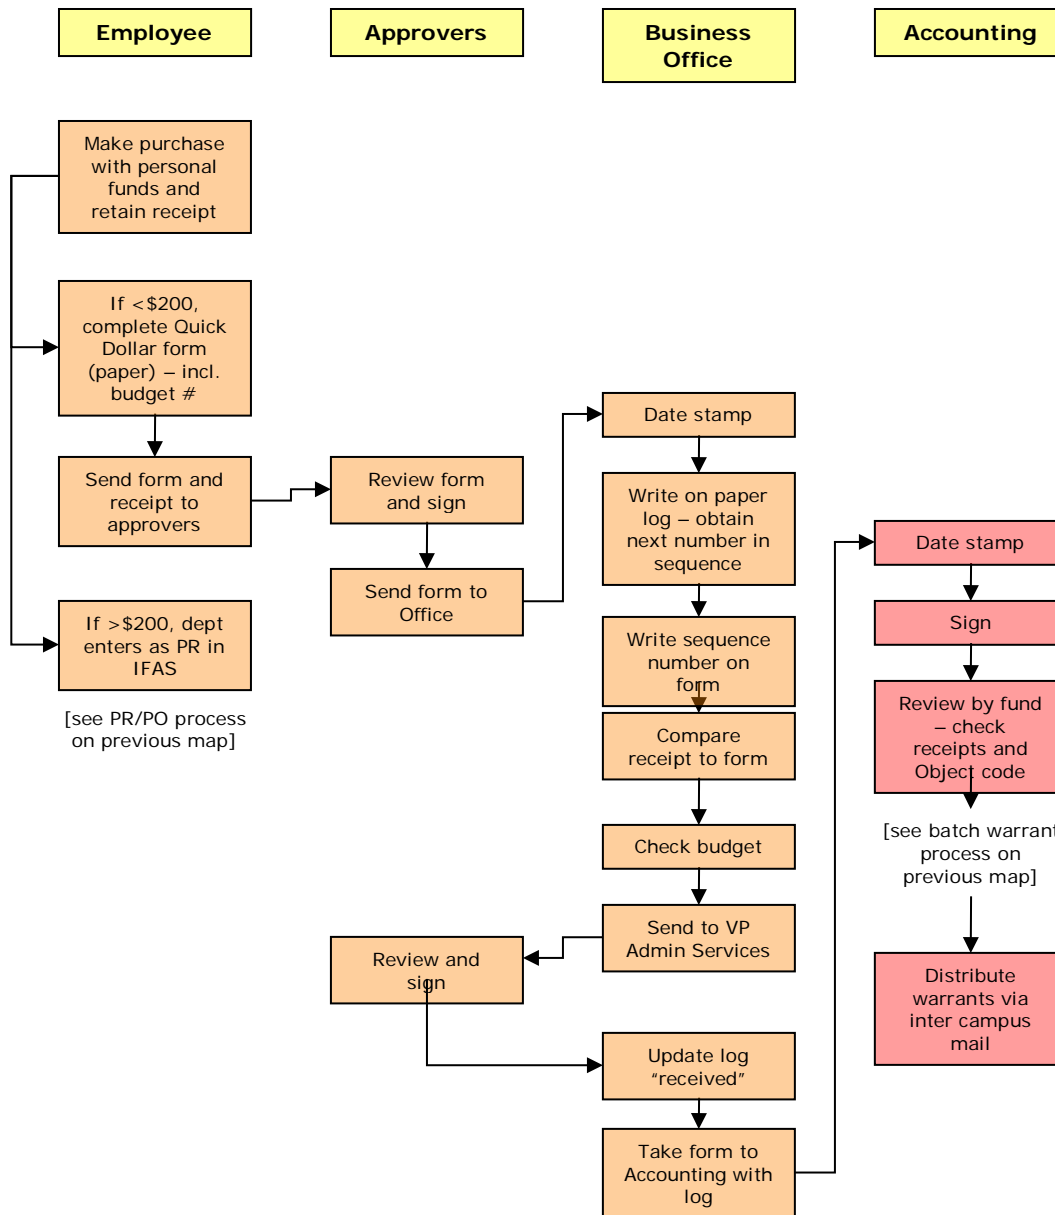 Employee
Approvers
Business
Office
Accounting
Make purchase
with personal
funds and
retain receipt
If <$200,
complete Quick
Dollar form
(paper) – incl.
budget #
Send form and
receipt to
approvers
If >$200, dept
enters as PR in
IFAS
[see PR/PO process
on previous map]
Review form
and sign
Send form to
Office
Review and
sign
Date stamp
Write on paper
log – obtain
next number in
sequence
Write sequence
number on
form
Compare
receipt to form
Check budget
Send to VP
Admin Services
Update log
“received”
Take form to
Accounting with
log
Date stamp
Sign
Review by fund
– check
receipts and
Object code
[see batch warrant
process on
previous map]
Distribute
warrants via
inter campus
mail